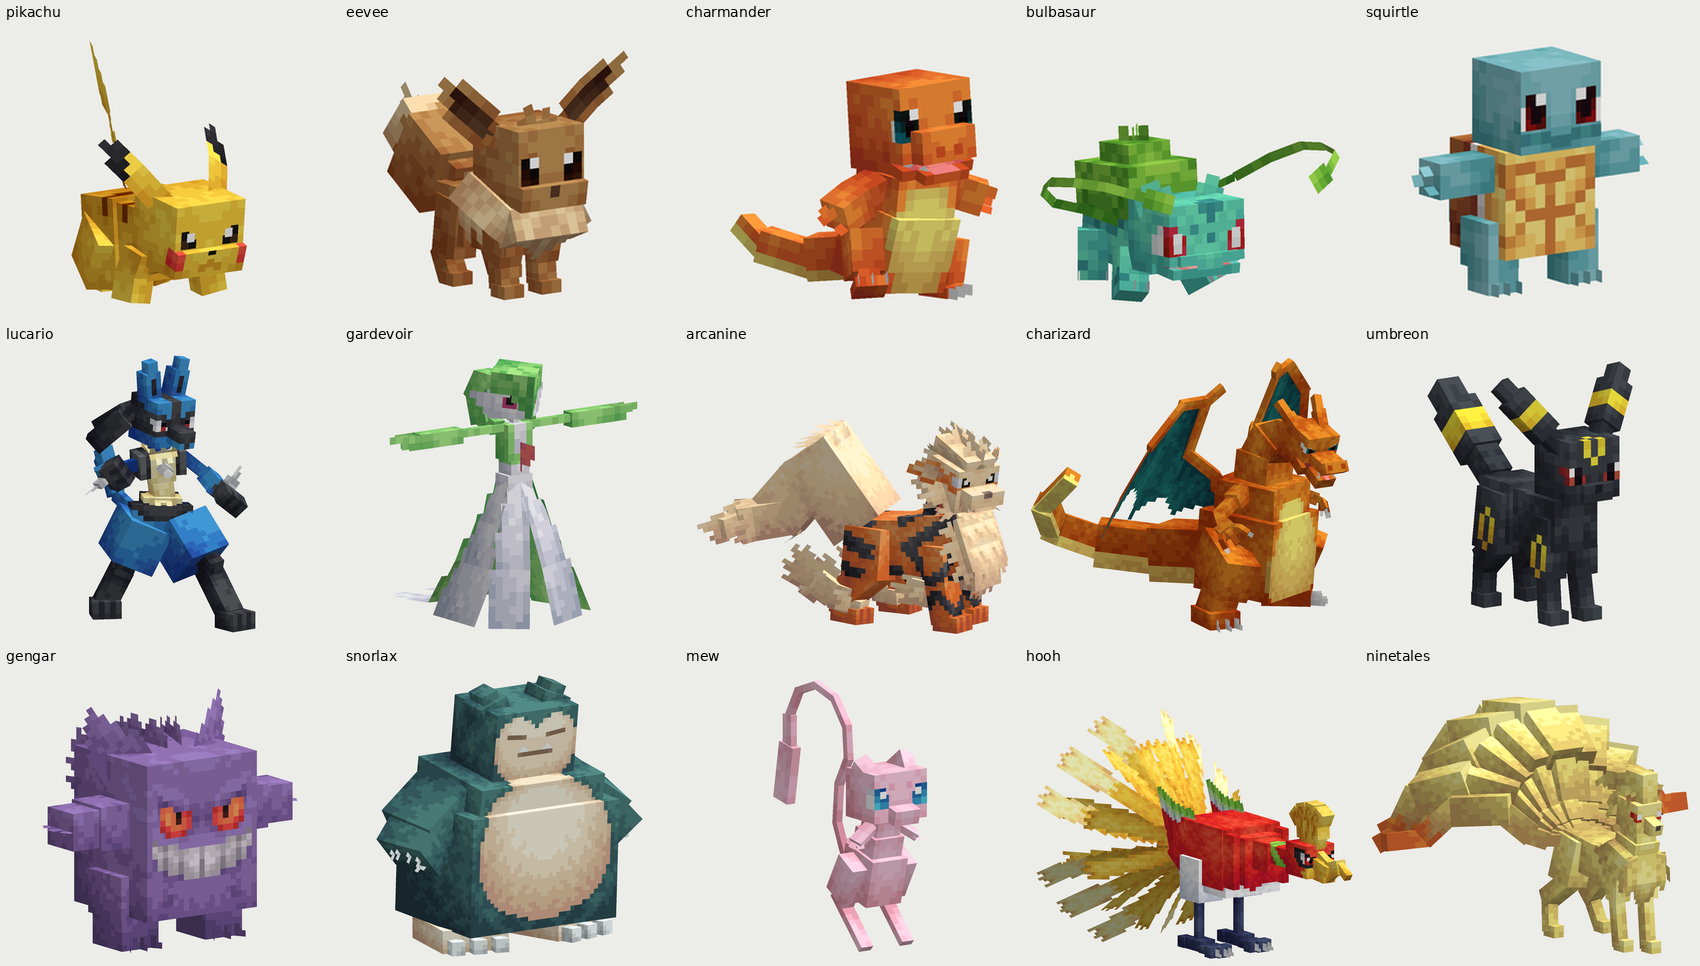 pikachu
eevee
charmander
bulbasaur
squirtle
lucario
gardevoir
arcanine
charizard
umbreon
gengar
snorlax
mew
hooh
ninetales